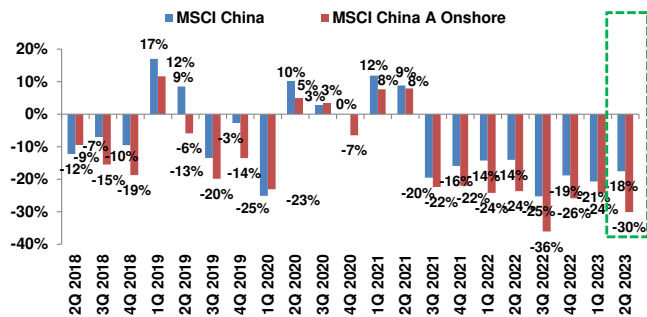 MSCI China MSCI China A Onshore
20%
10%
0%
-10%
-20%
-30%
-40%
-12%
-9%
-7%
-15%
-10%
-19%
17%
12%
9%
-6%
-13%
-20%
-3%
-14%
-25%
-23%
10%
5%
3%
3%
0%
-7%
12%
8%
9%
8%
-20%
-22%
-16%
-22%
-14%
-24%
-14%
-24%
-25%
-36%
-19%
-26%
-21%
-24%
-18%
-30%
2Q 2018
3Q 2018
4Q 2018
1Q 2019
2Q 2019
3Q 2019
4Q 2019
1Q 2020
2Q 2020
3Q 2020
4Q 2020
1Q 2021
2Q 2021
3Q 2021
4Q 2021
1Q 2022
2Q 2022
3Q 2022
4Q 2022
1Q 2023
2Q 2023